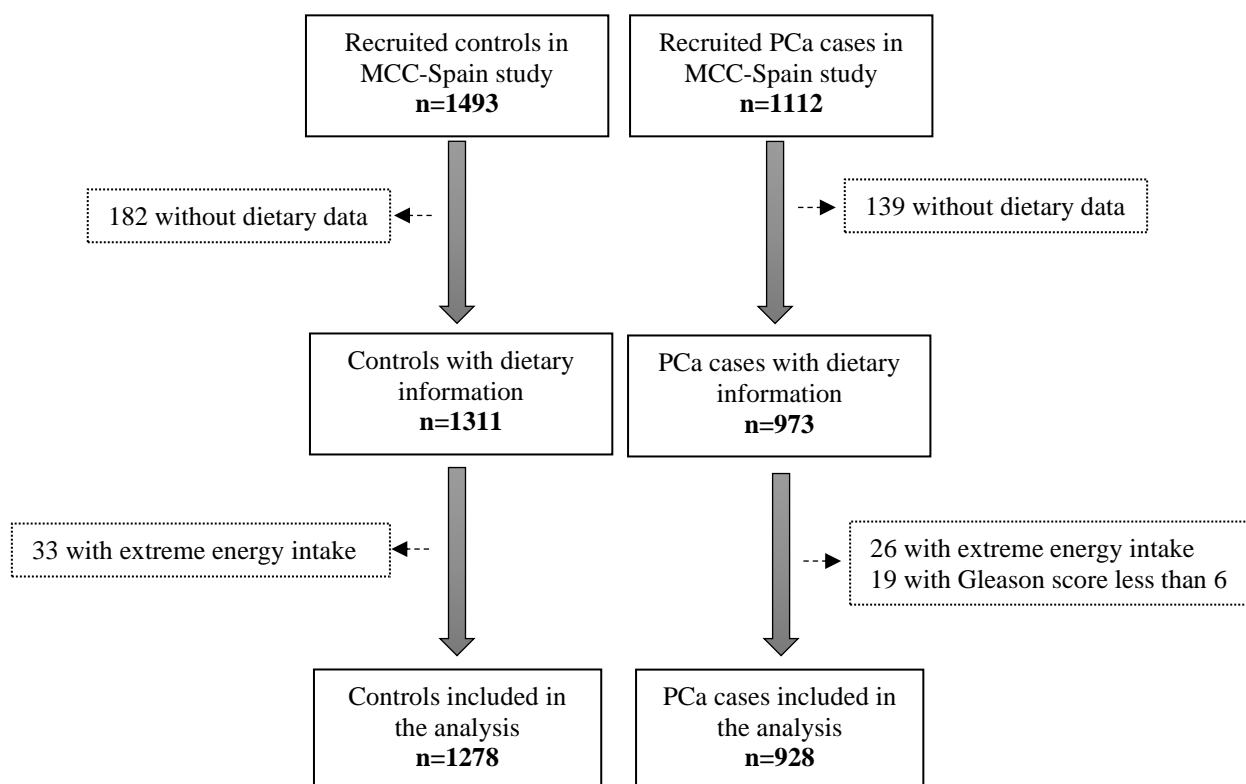 Recruited controls in
MCC-Spain study
n=1493
Recruited PCa cases in
MCC-Spain study
n=1112
182 without dietary data
139 without dietary data
Controls with dietary
information
n=1311
PCa cases with dietary
information
n=973
33 with extreme energy intake
26 with extreme energy intake
19 with Gleason score less than 6
Controls included in
the analysis
n=1278
PCa cases included in
the analysis
n=928